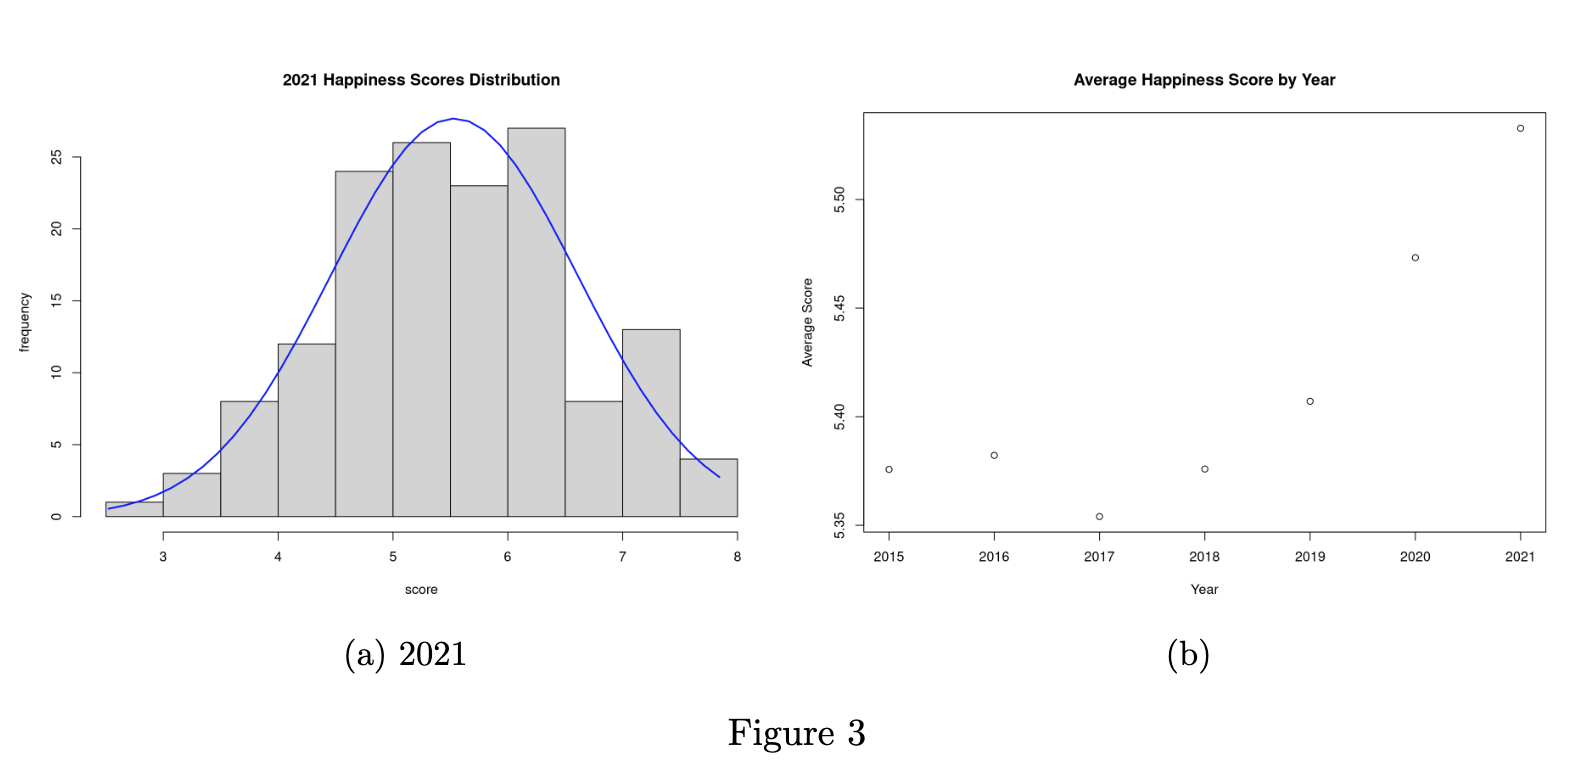 2021 Happiness Scores Distribution
frequency
25
20
15
10
5
0
3 4 5 6 7 8
score
(a) 2021
Average Happiness Score by Year
Average Score
5.50
5.45
5.40
5.35
2015 2016 2017 2018 2019 2020 2021
Year
(b)
Figure 3